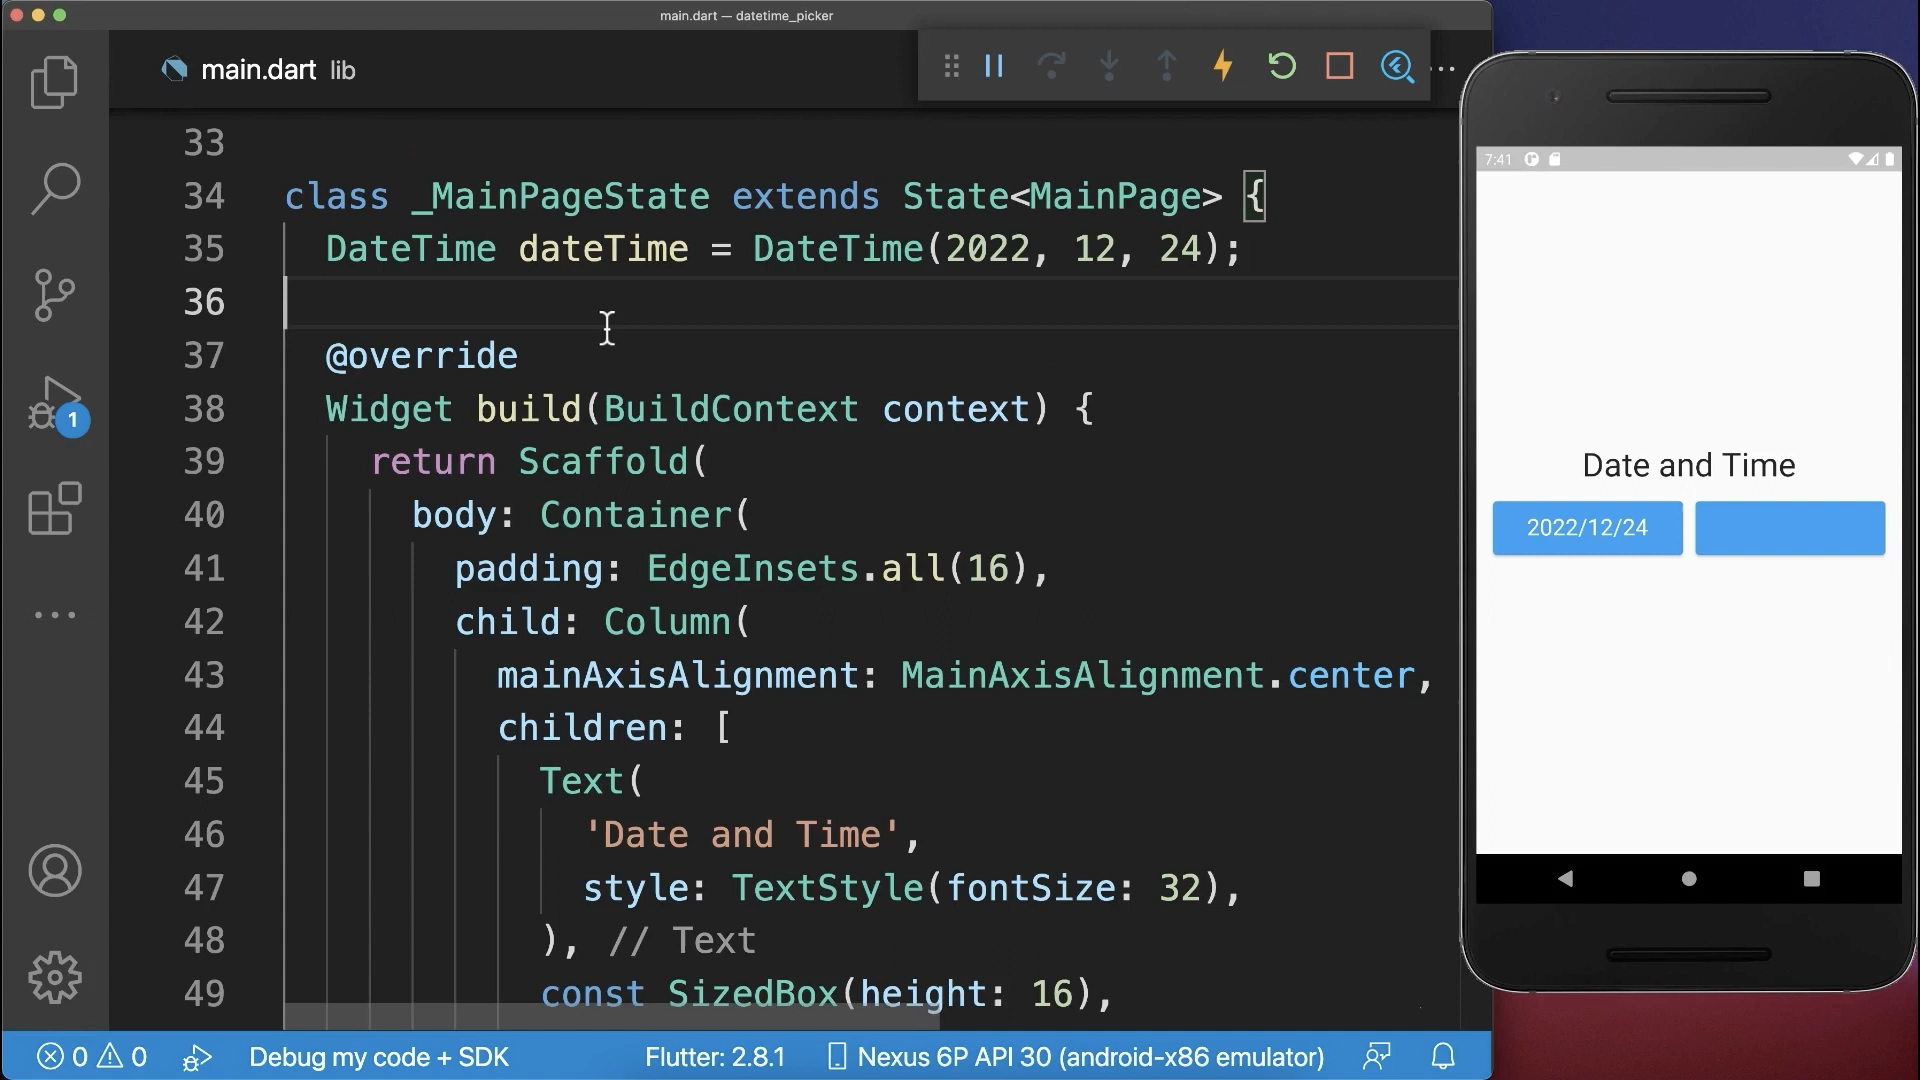 main.dart — datetime_picker
main.dart lib
33
34 class _MainPageState extends State<MainPage> {
35 DateTime dateTime = DateTime(2022, 12, 24);
36
37 @override
38 Widget build(BuildContext context) {
39 return Scaffold(
40 body: Container(
41 padding: EdgeInsets.all(16),
42 child: Column(
43 mainAxisAlignment: MainAxisAlignment.center,
44 children: [
45 Text(
46 'Date and Time',
47 style: TextStyle(fontSize: 32),
48 ), // Text
49 const SizedBox(height: 16),
1
0 0 Debug my code + SDK Flutter: 2.8.1 Nexus 6P API 30 (android-x86 emulator)
7:41
Date and Time
2022/12/24